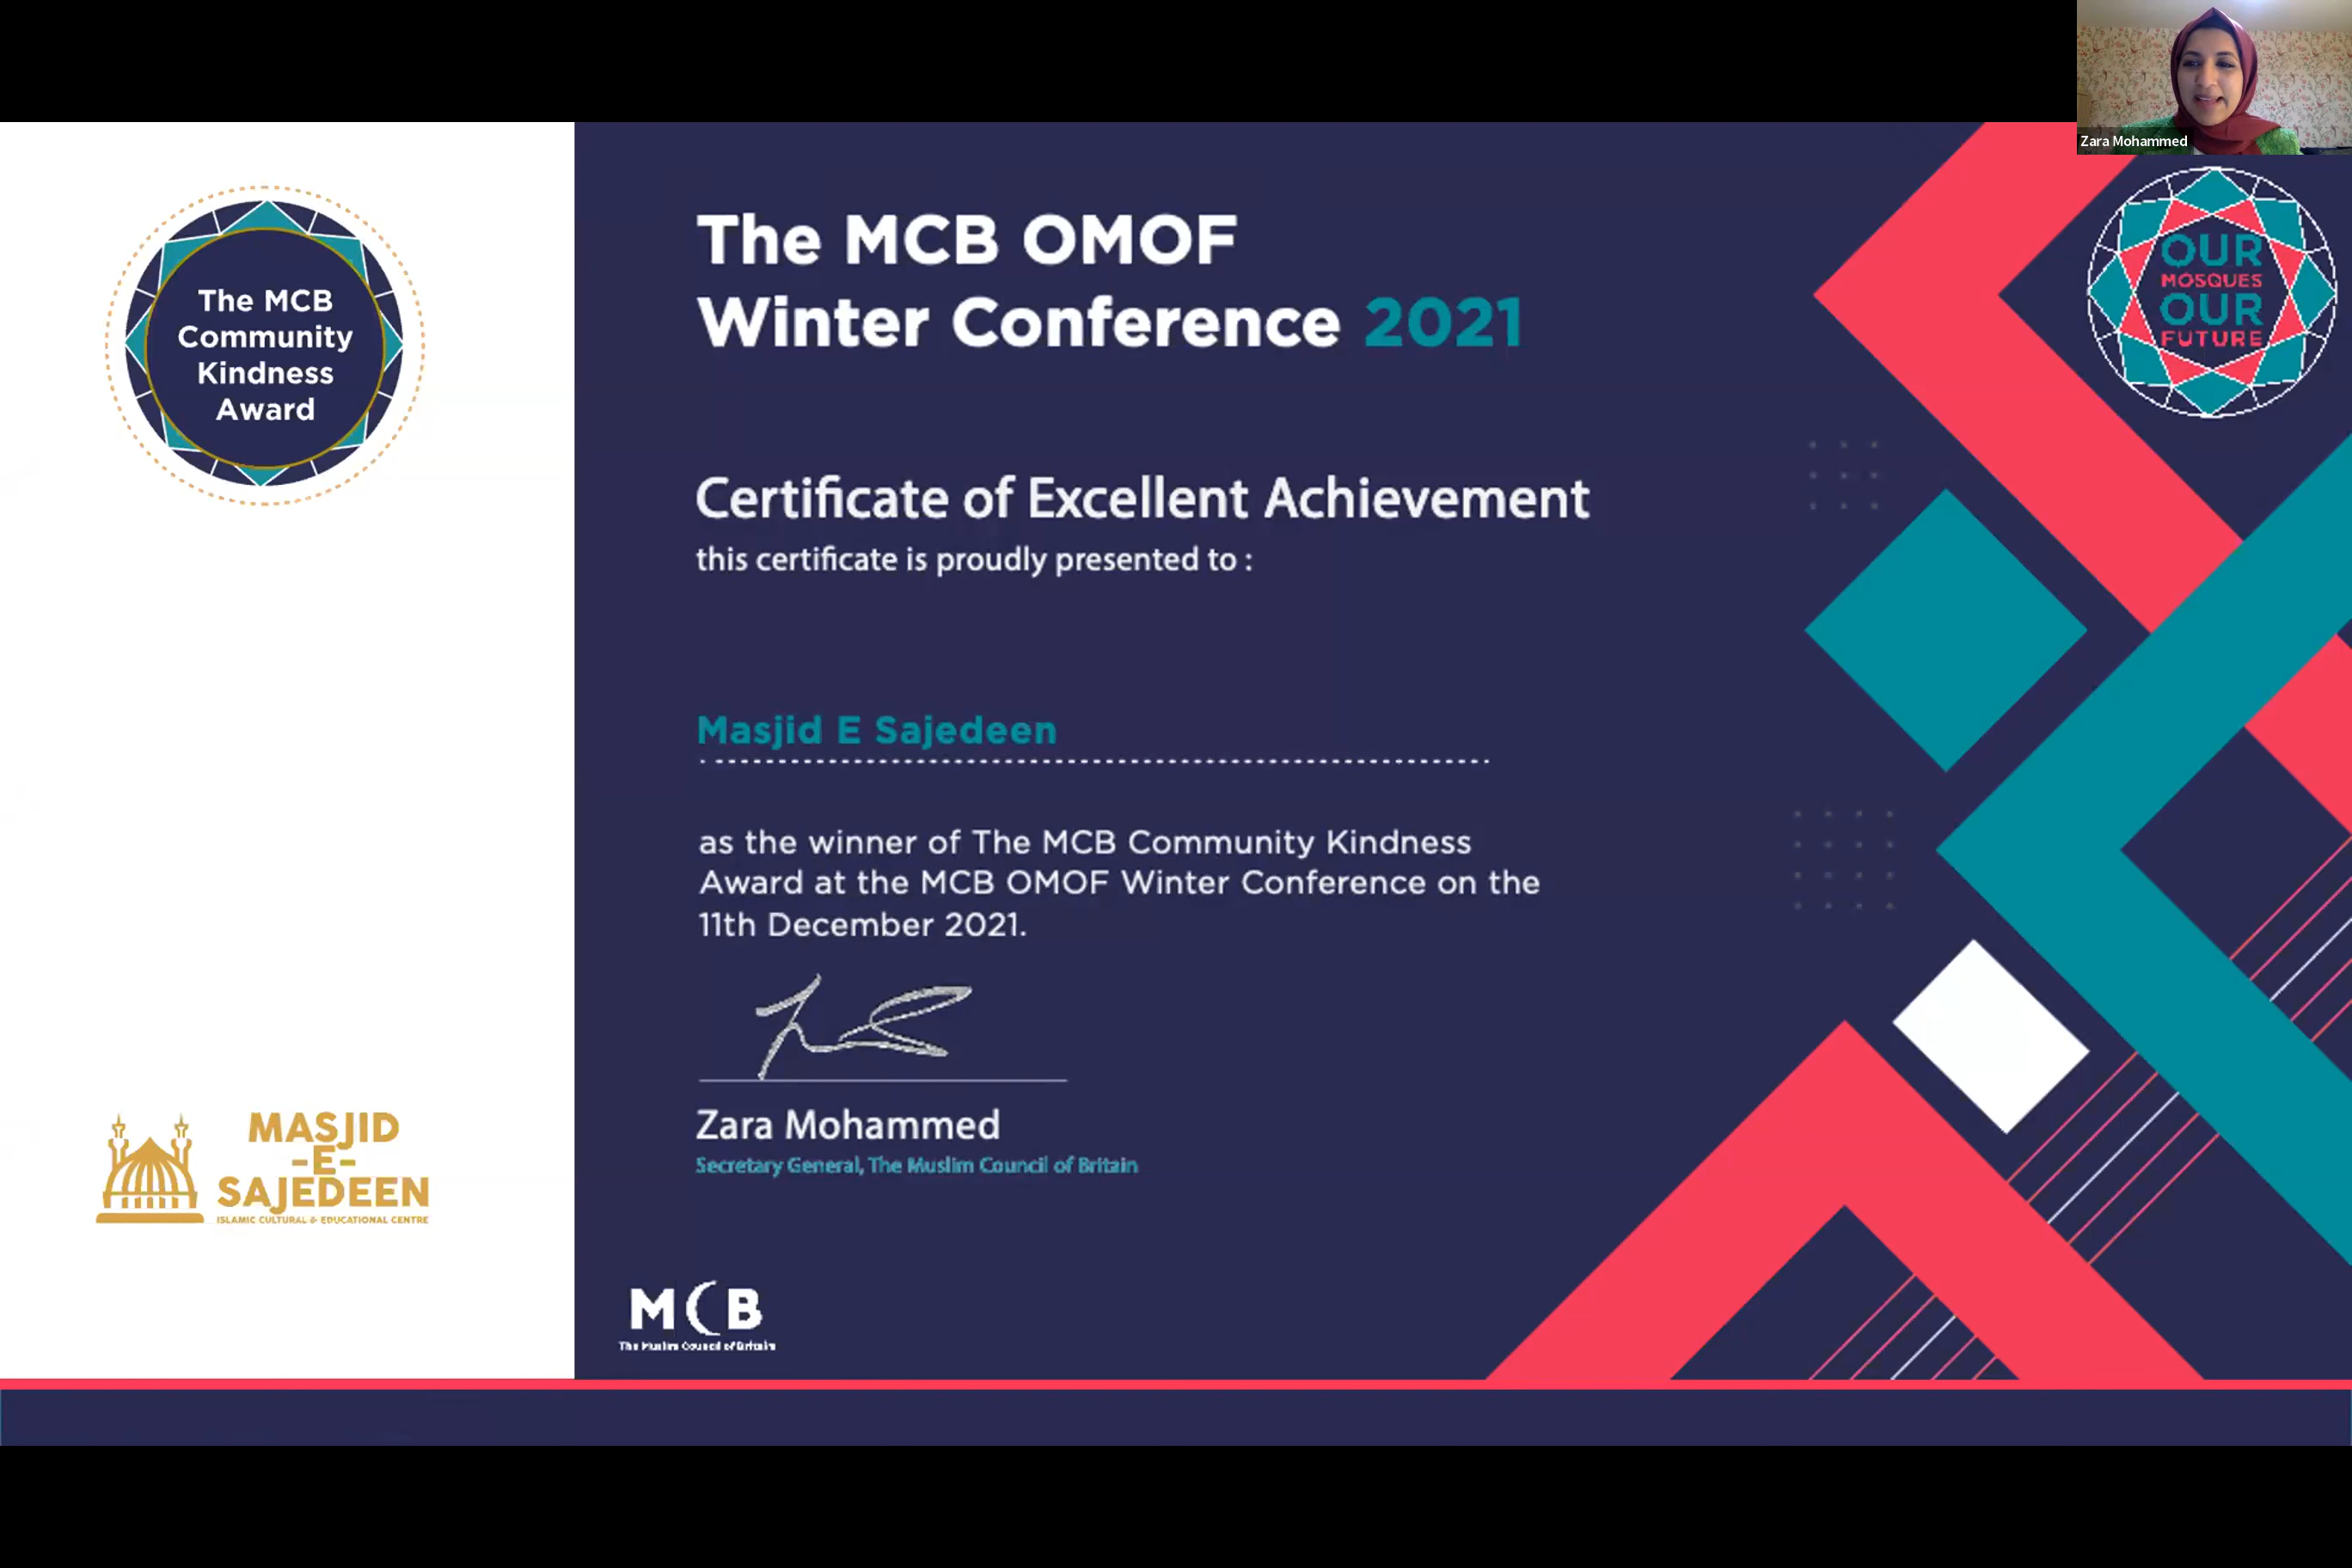 Zara Mohammed
The MCB
Community
Kindness
Award
The MCB OMOF
Winter Conference 2021
OUR
MOSQUES
OUR
FUTURE
Certificate of Excellent Achievement
this certificate is proudly presented to :
Masjid E Sajedeen
as the winner of The MCB Community Kindness
Award at the MCB OMOF Winter Conference on the
11th December 2021.
Zara Mohammed
Secretary General, The Muslim Council of Britain
MASJID
-E-
SAJEDEEN
ISLAMIC CULTURAL & EDUCATIONAL CENTRE
MCB
The Muslim Council of Britain